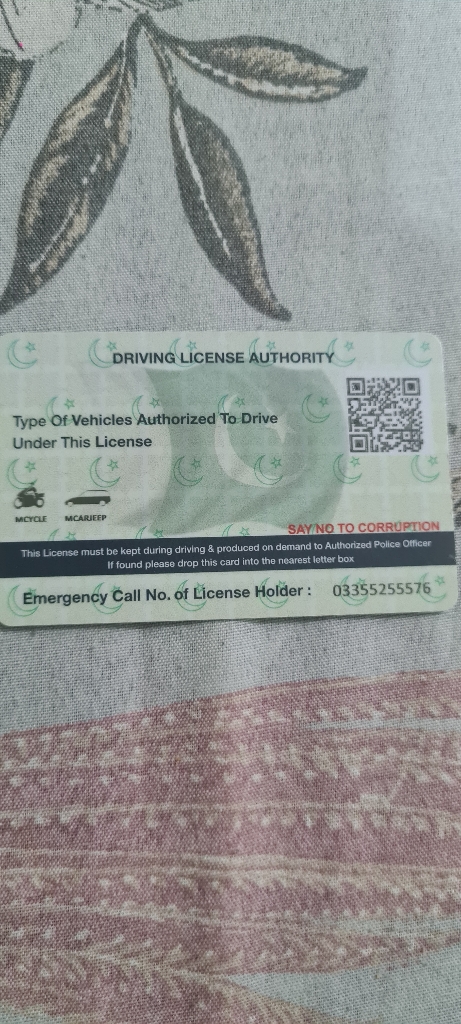 DRIVING LICENSE AUTHORITY
Type Of Vehicles Authorized To Drive
Under This License
MCYCLE MCAR/JEEP
SAY NO TO CORRUPTION
This License must be kept during driving & produced on demand to Authorized Police Officer
If found please drop this card into the nearest letter box
Emergency Call No. of License Holder : 03355255576